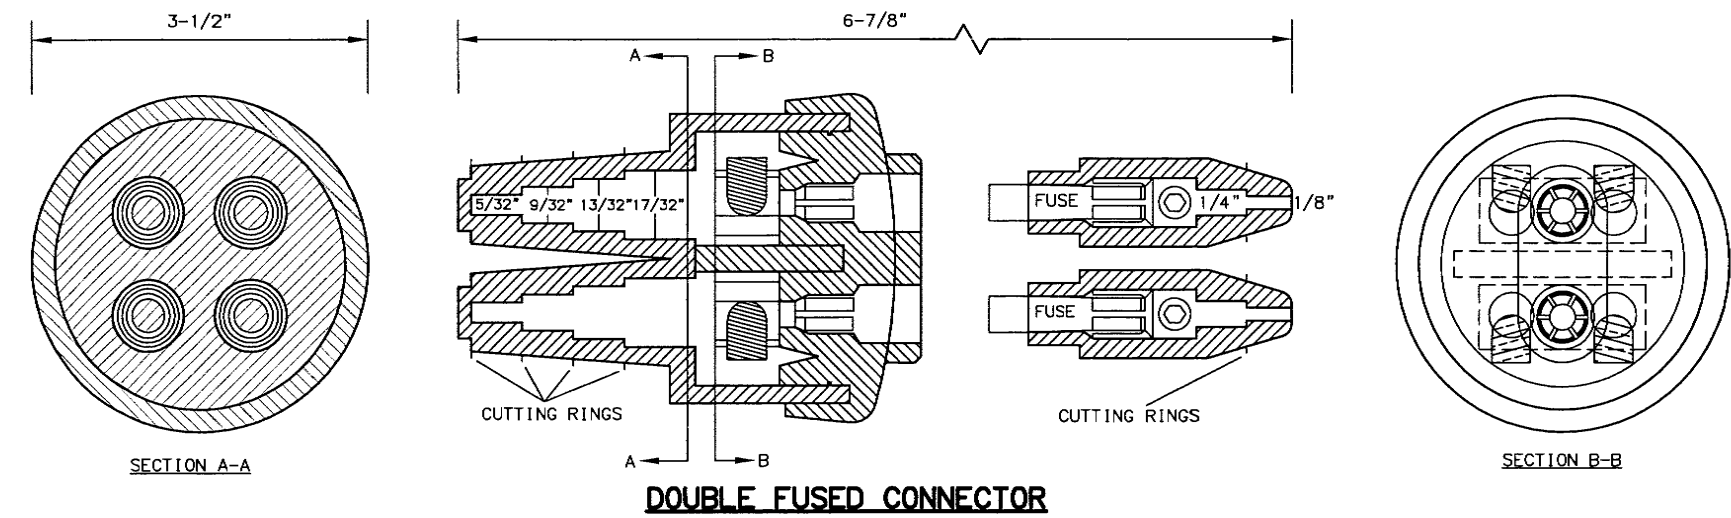 3-1/2"
6-7/8"
A
B
5/32" 9/32" 13/32" 17/32"
FUSE
1/4"
1/8"
FUSE
CUTTING RINGS
CUTTING RINGS
A
B
SECTION A-A
SECTION B-B
DOUBLE FUSED CONNECTOR